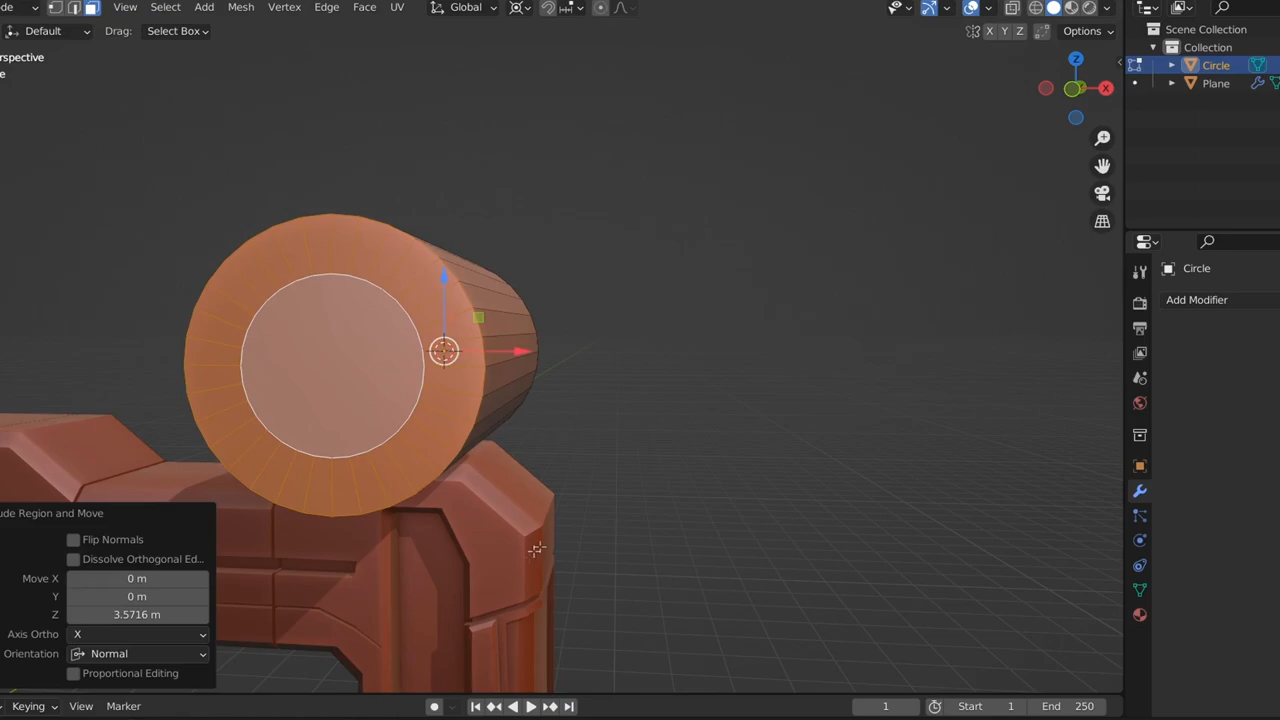 de
View Select Add Mesh Vertex Edge Face UV
Global
Default Drag: Select Box
X Y Z Options
rspective
e
Z
X
Scene Collection
Collection
Circle
Plane
Circle
Add Modifier
ude Region and Move
Flip Normals
Dissolve Orthogonal Ed...
Move X 0 m
Y 0 m
Z 3.5716 m
Axis Ortho X
Orientation Normal
Proportional Editing
Keying View Marker 1 Start 1 End 250